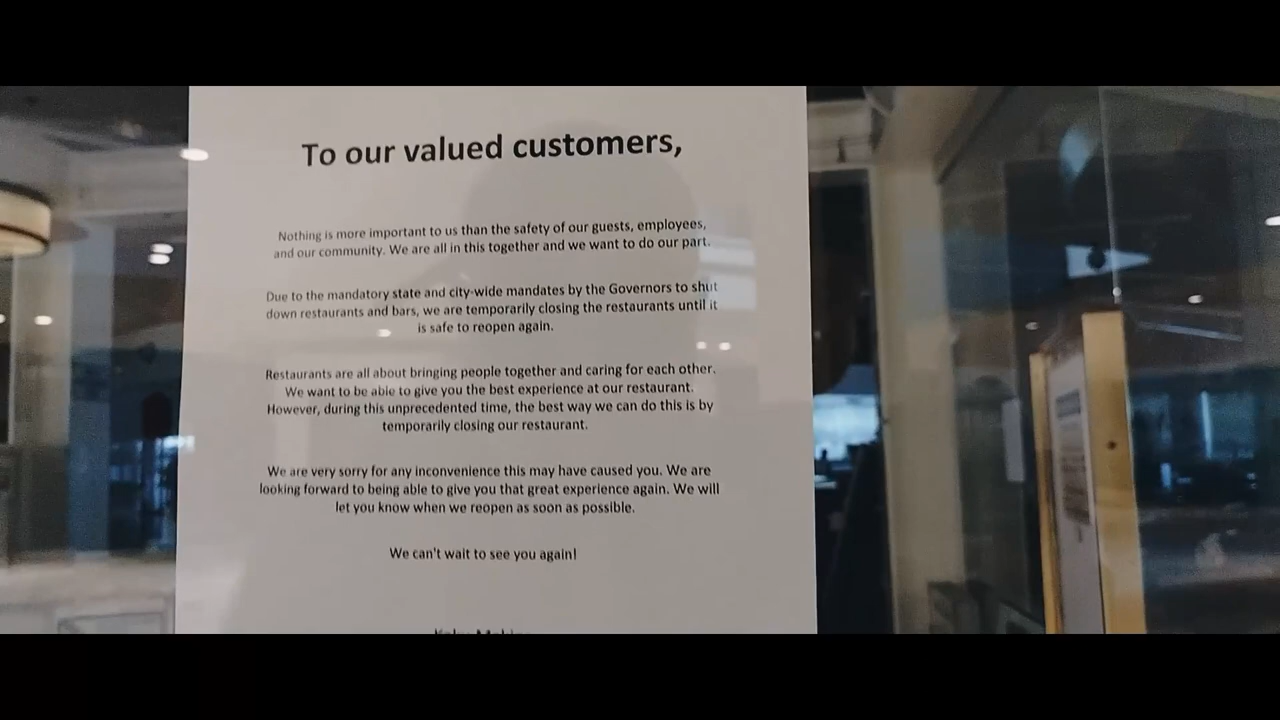 To our valued customers,
Nothing is more important to us than the safety of our guests, employees,
and our community. We are all in this together and we want to do our part.
Due to the mandatory state and city-wide mandates by the Governors to shut
down restaurants and bars, we are temporarily closing the restaurants until it
is safe to reopen again.
Restaurants are all about bringing people together and caring for each other.
We want to be able to give you the best experience at our restaurant.
However, during this unprecedented time, the best way we can do this is by
temporarily closing our restaurant.
We are very sorry for any inconvenience this may have caused you. We are
looking forward to being able to give you that great experience again. We will
let you know when we reopen as soon as possible.
We can't wait to see you again!